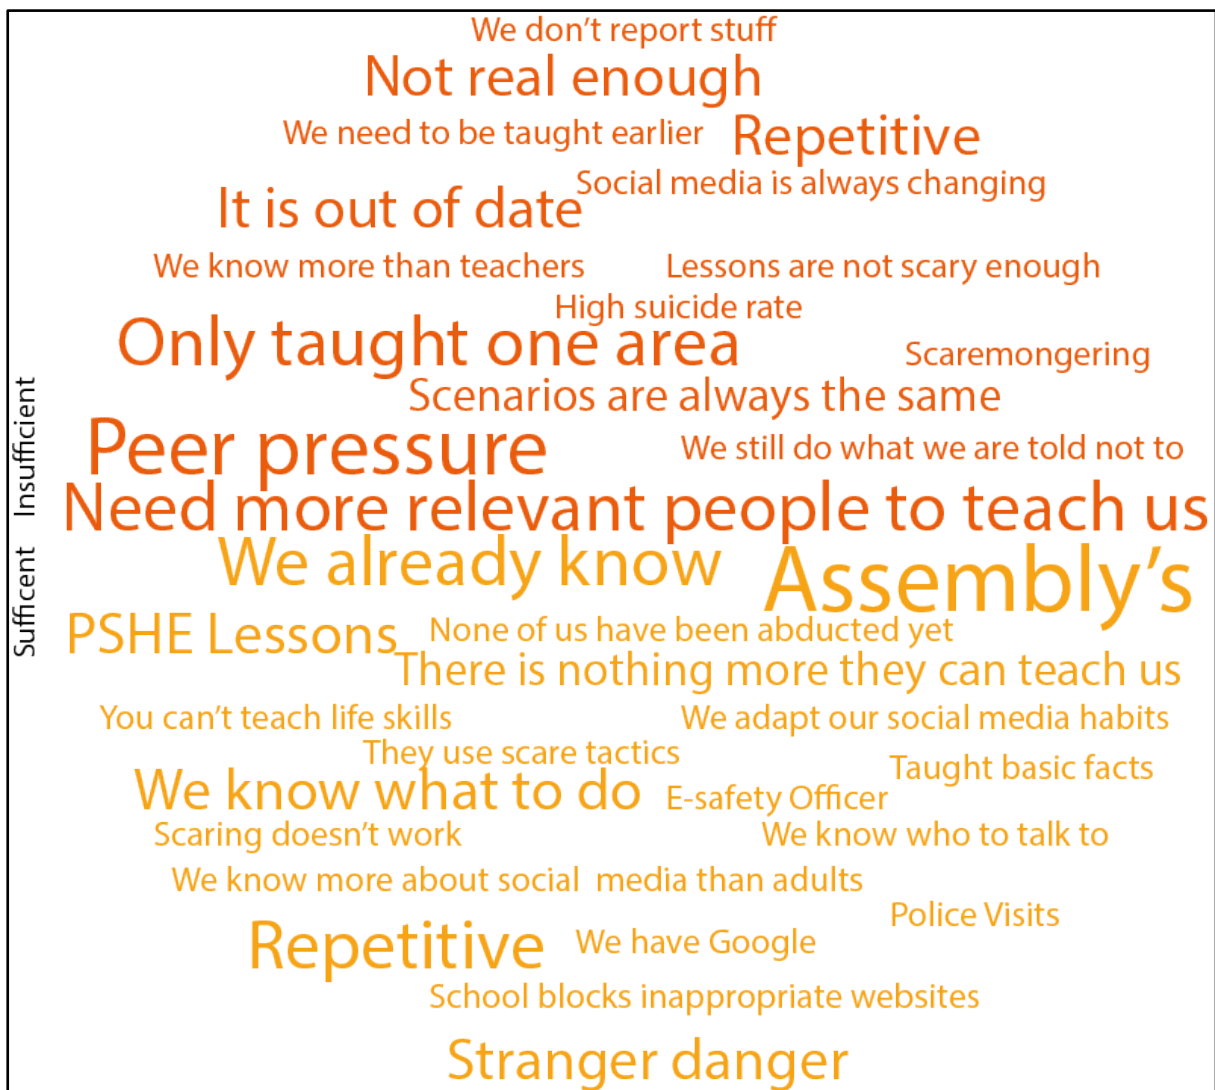 We don't report stuff
Not real enough
We need to be taught earlier
Repetitive
Social media is always changing
It is out of date
We know more than teachers
Lessons are not scary enough
High suicide rate
Only taught one area
Scaremongering
Scenarios are always the same
Peer pressure
We still do what we are told not to
Need more relevant people to teach us
Insufficient
Sufficent
We already know
Assembly's
PSHE Lessons
None of us have been abducted yet
There is nothing more they can teach us
You can't teach life skills
We adapt our social media habits
They use scare tactics
Taught basic facts
We know what to do
E-safety Officer
Scaring doesn't work
We know who to talk to
We know more about social  media than adults
Police Visits
Repetitive
We have Google
School blocks inappropriate websites
Stranger danger